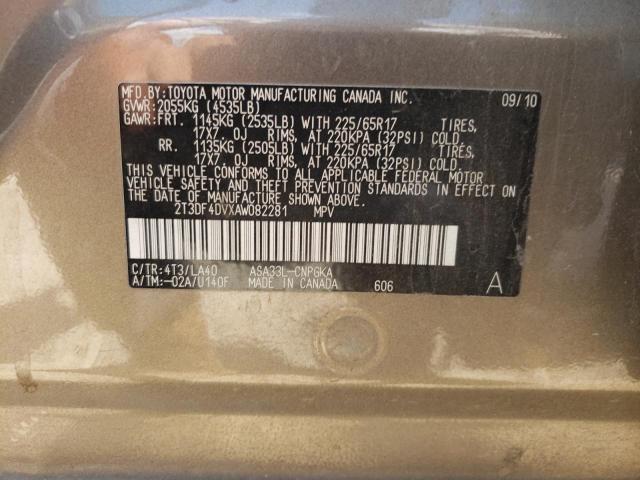 MFD.BY:TOYOTA MOTOR MANUFACTURING CANADA INC. 09/10
GVWR:2055KG (4535LB)
GAWR:FRT. 1145KG (2535LB) WITH 225/65R17 TIRES,
17X7. 0J RIMS, AT 220KPA (32PSI) COLD
RR. 1135KG (2505LB) WITH 225/65R17 TIRES,
17X7. 0J RIMS, AT 220KPA (32PSI) COLD.
THIS VEHICLE CONFORMS TO ALL APPLICABLE FEDERAL MOTOR
VEHICLE SAFETY AND THEFT PREVENTION STANDARDS IN EFFECT ON
THE DATE OF MANUFACTURE SHOWN ABOVE.
2T3DF4DVXAW082281 MPV
C/TR:4T3/LA40 ASA33L-CNPGKA
A/TM:-02A/U140F MADE IN CANADA 606 A